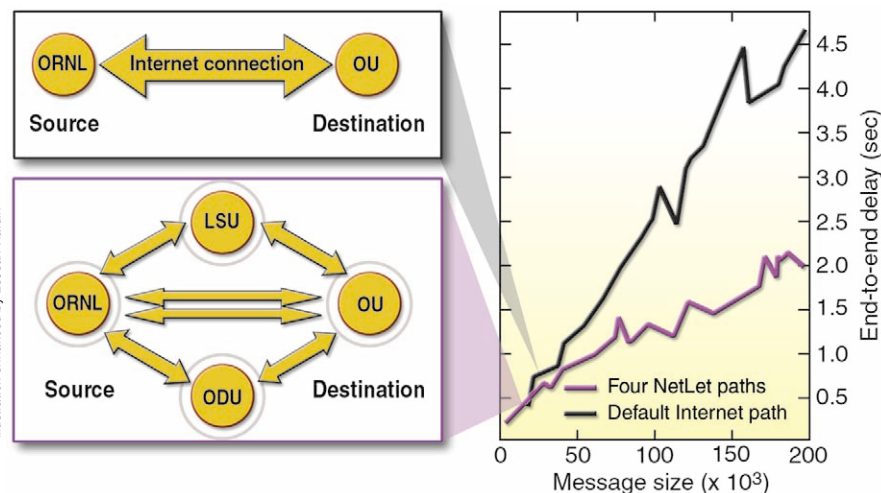 ORNL
Internet connection
OU
Source
Destination
LSU
ORNL
OU
Source
Destination
ODU
4.5
4.0
3.5
3.0
2.5
2.0
1.5
1.0
0.5
End-to-end delay (sec)
Four NetLet paths
Default Internet path
0
50
100
150
200
Message size (x 10³)